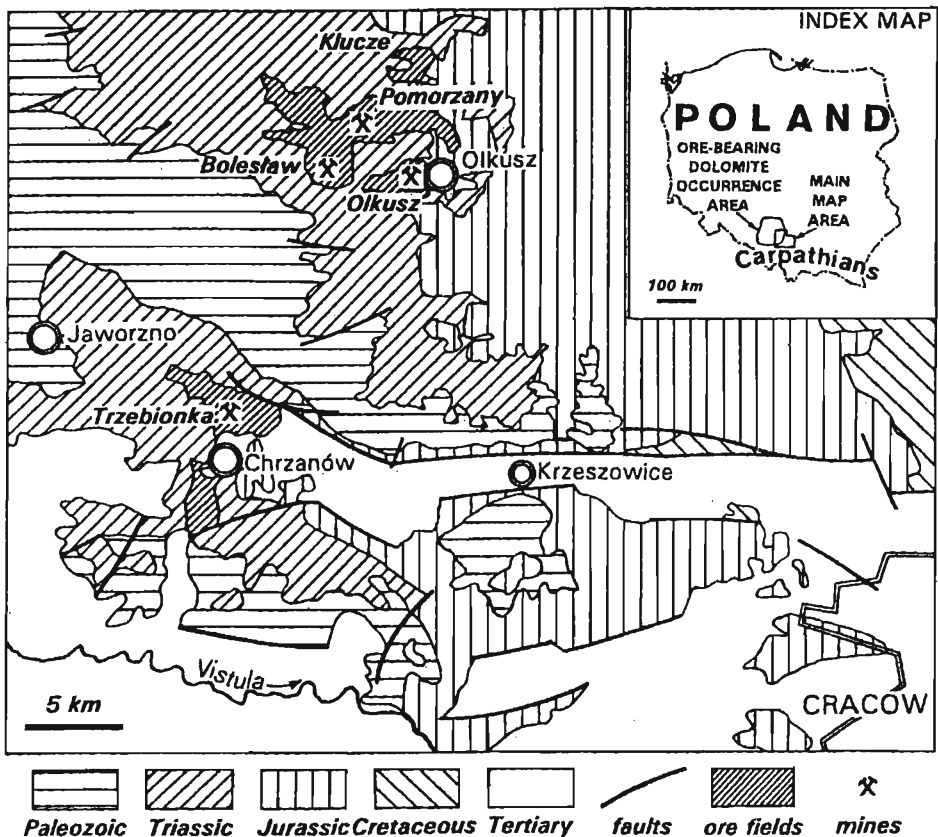 INDEX MAP
POLAND
ORE-BEARING
DOLOMITE
OCCURRENCE
AREA
MAIN
MAP
AREA
Carpathians
100 km
Klucze
Pomorzany
Bolesław
Olkusz
Olkusz
Jaworzno
Trzebionka
Chrzanów
Krzeszowice
Vistula
CRACOW
5 km
Paleozoic Triassic Jurassic Cretaceous Tertiary faults ore fields mines